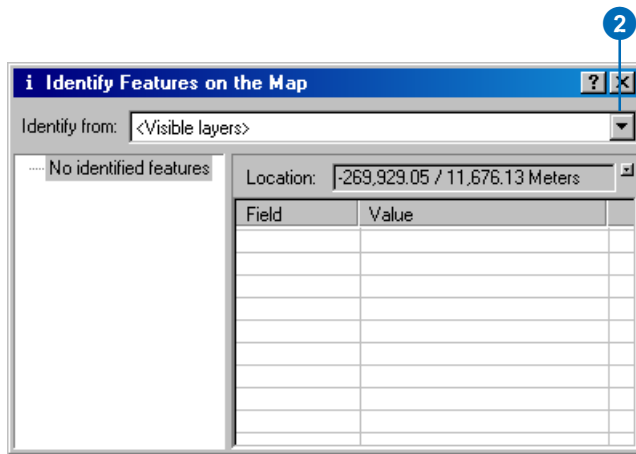 2
i Identify Features on the Map ? X
Identify from: <Visible layers>
No identified features
Location: -269,929.05 / 11,676.13 Meters
Field Value